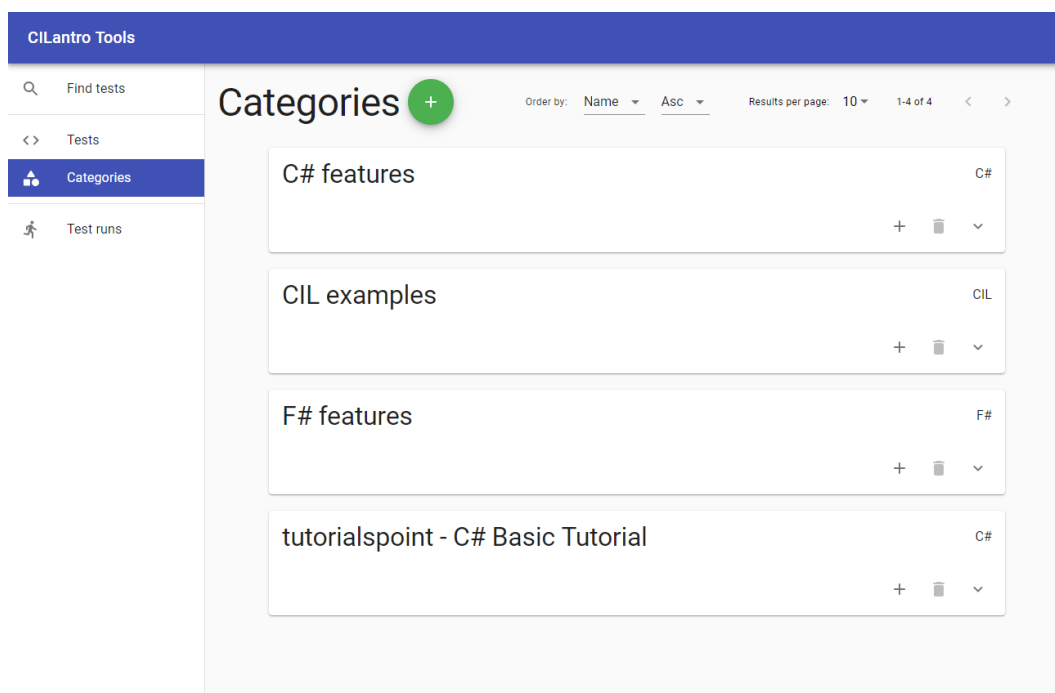 CILantro Tools
Find tests
Tests
Categories
Test runs
Categories +
Order by: Name Asc Results per page: 10 1-4 of 4
C# features C#
CIL examples CIL
F# features F#
tutorialspoint - C# Basic Tutorial C#